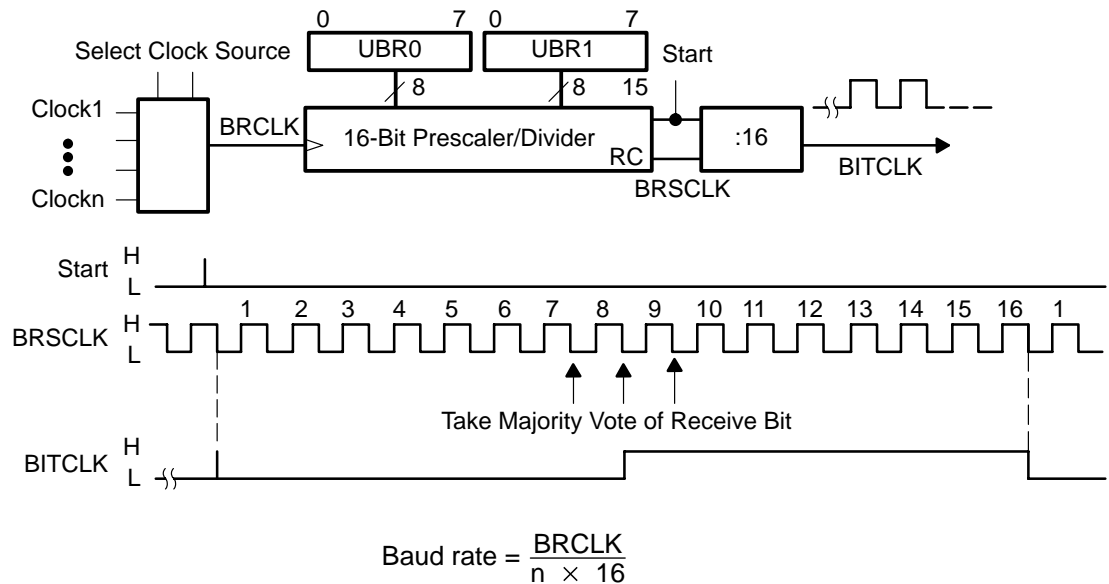 0 7 0 7
UBR0 UBR1
Select Clock Source
Start
8 8 15
Clock1
BRCLK
16-Bit Prescaler/Divider
:16
RC
BITCLK
BRSCLK
Clockn
Start H
L
1 2 3 4 5 6 7 8 9 10 11 12 13 14 15 16 1
BRSCLK H
L
Take Majority Vote of Receive Bit
BITCLK H
L
Baud rate = BRCLK
n × 16